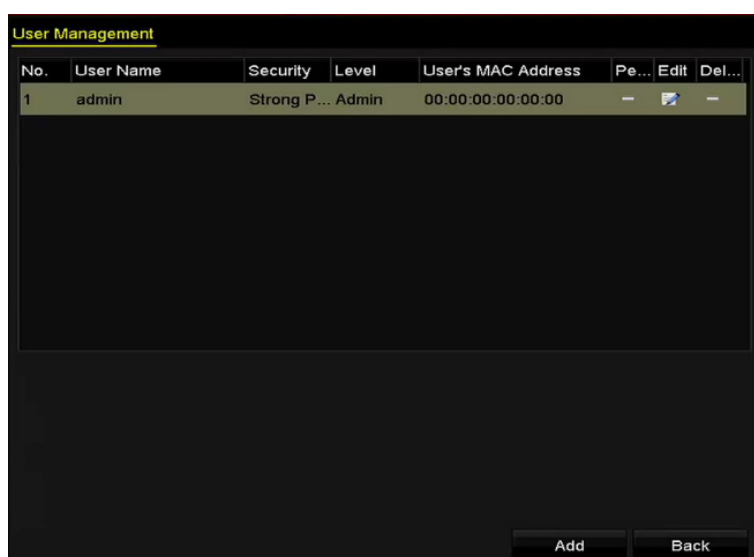 User Management
No. User Name Security Level User's MAC Address Pe... Edit Del...
1 admin Strong P... Admin 00:00:00:00:00:00 – –
Add Back